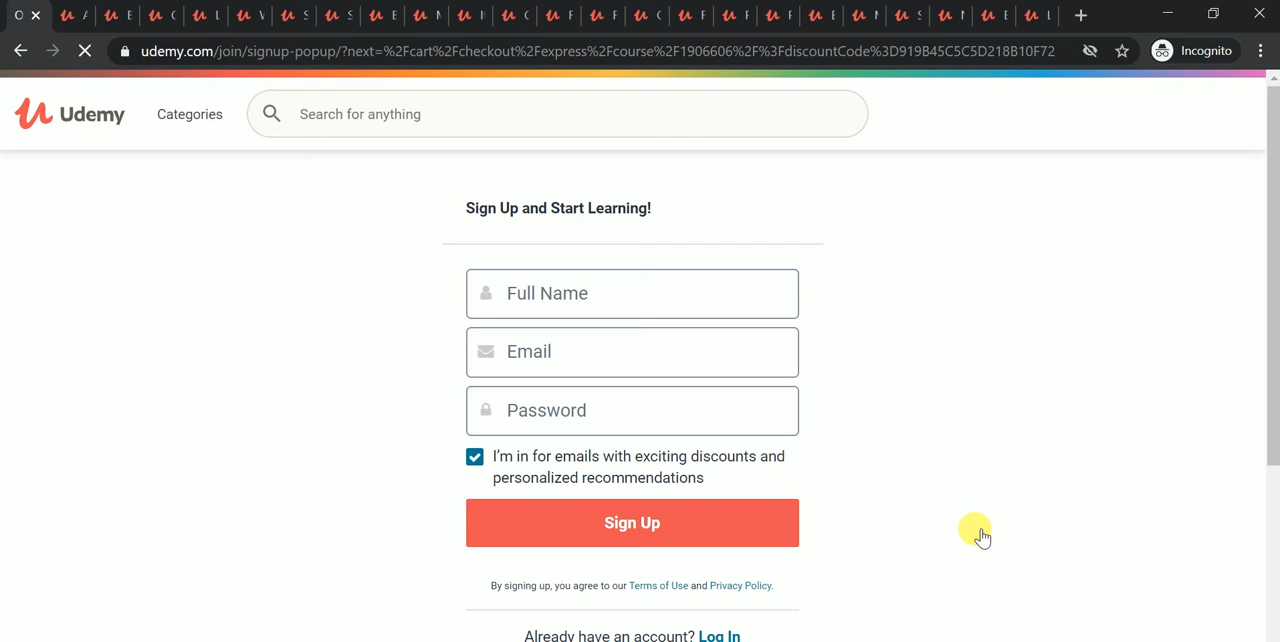 O
A
E
C
L
V
S
S
E
M
C
F
F
C
F
F
F
E
M
S
M
E
L
udemy.com/join/signup-popup/?next=%2Fcart%2Fcheckout%2Fexpress%2Fcourse%2F1906606%2F%3FdiscountCode%3D919B45C5C5D218B10F72
Incognito
Udemy
Categories
Search for anything
Sign Up and Start Learning!
Full Name
Email
Password
I'm in for emails with exciting discounts and
personalized recommendations
Sign Up
By signing up, you agree to our Terms of Use and Privacy Policy.
Already have an account? Log In